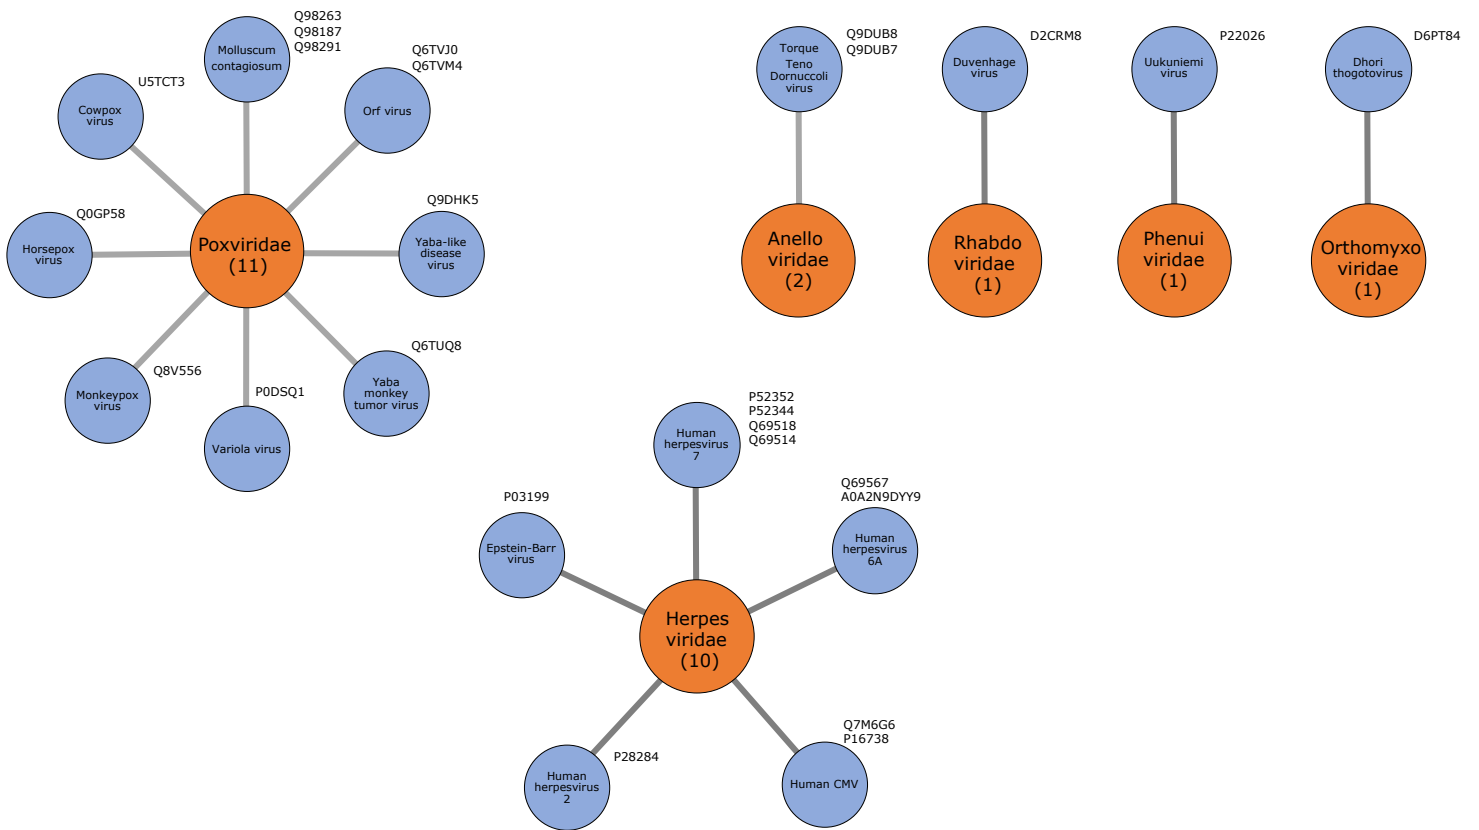 Q98263
Q98187
Q98291
Molluscum
contagiosum
Q6TVJ0
Q6TVM4
Orf virus
U5TCT3
Cowpox
virus
Q0GP58
Horsepox
virus
Poxviridae
(11)
Q9DHK5
Yaba-like
disease
virus
Q8V556
Monkeypox
virus
P0DSQ1
Variola virus
Q6TUQ8
Yaba
monkey
tumor virus
Q9DUB8
Q9DUB7
Torque
Teno
Dornuccoli
virus
Anello
viridae
(2)
D2CRM8
Duvenhage
virus
Rhabdo
viridae
(1)
P22026
Uukuniemi
virus
Phenui
viridae
(1)
D6PT84
Dhori
thogotovirus
Orthomyxo
viridae
(1)
P52352
P52344
Q69518
Q69514
Human
herpesvirus
7
P03199
Epstein-Barr
virus
Q69567
A0A2N9DYY9
Human
herpesvirus
6A
Herpes
viridae
(10)
P28284
Human
herpesvirus
2
Q7M6G6
P16738
Human CMV